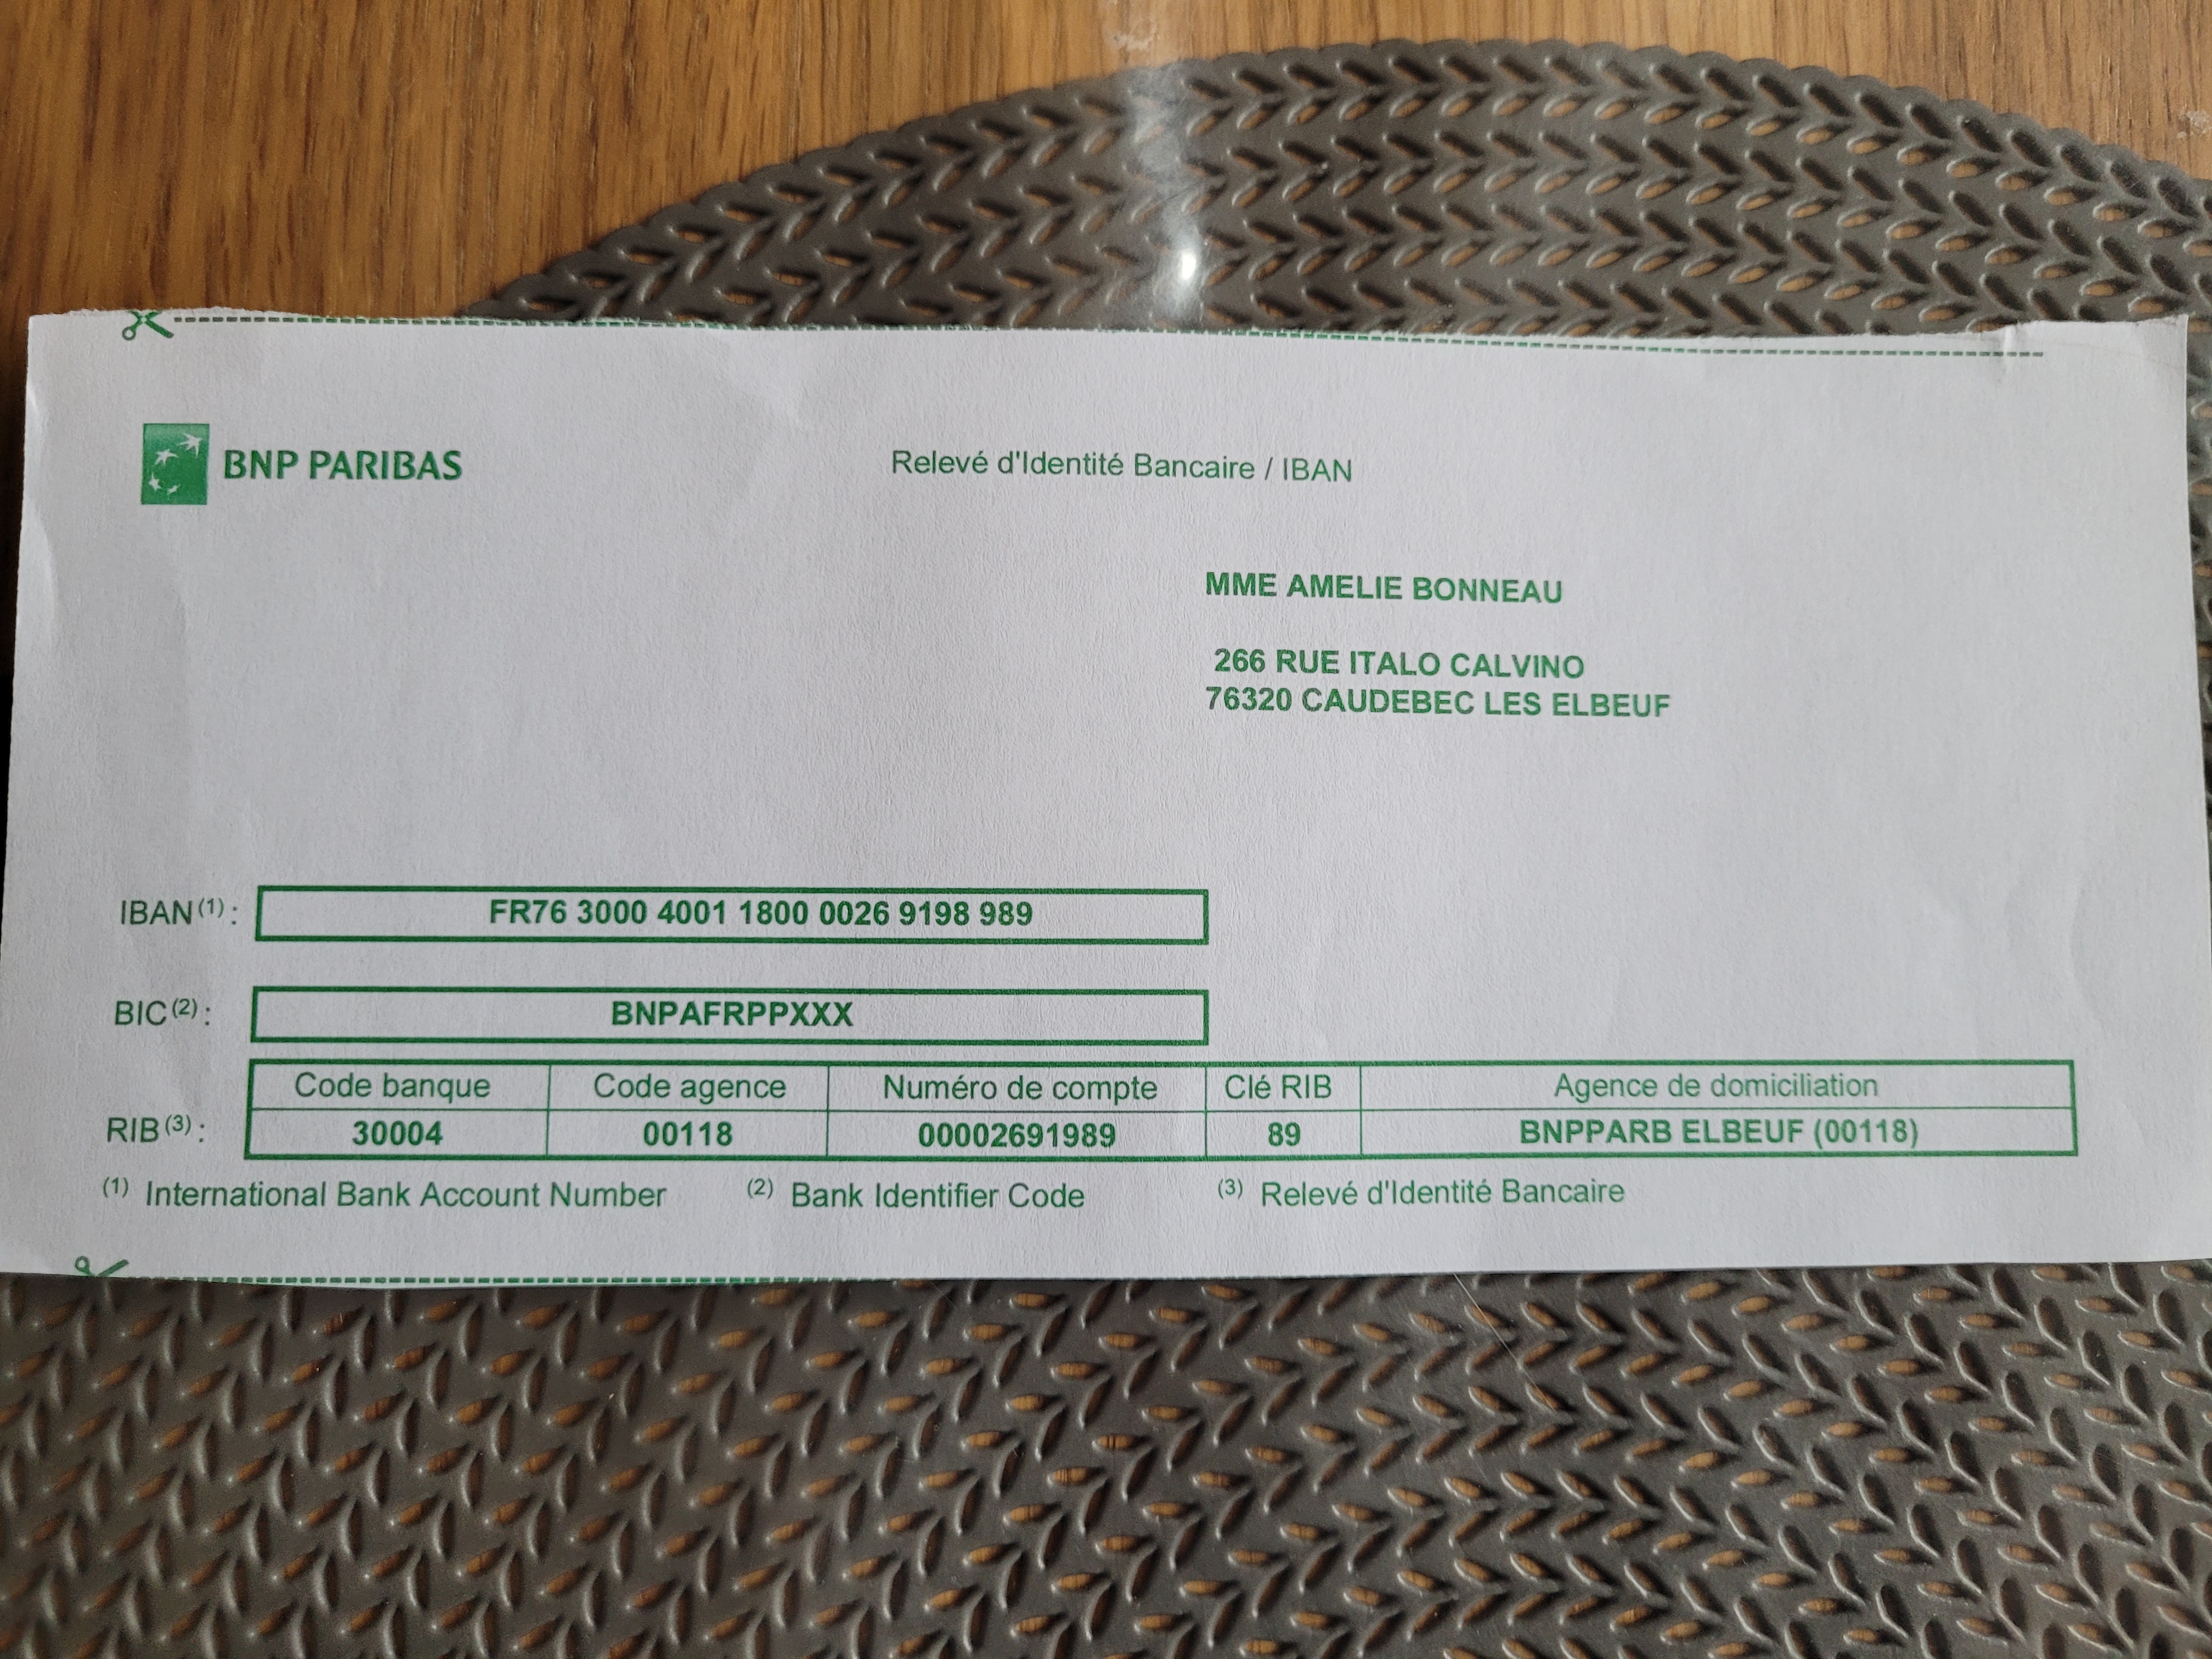 BNP PARIBAS
Relevé d'Identité Bancaire / IBAN
MME AMELIE BONNEAU
266 RUE ITALO CALVINO
76320 CAUDEBEC LES ELBEUF
IBAN (1) : FR76 3000 4001 1800 0026 9198 989
BIC (2) : BNPAFRPPXXX
Code banque Code agence Numéro de compte Clé RIB Agence de domiciliation
RIB (3) : 30004 00118 00002691989 89 BNPPARB ELBEUF (00118)
(1) International Bank Account Number (2) Bank Identifier Code (3) Relevé d'Identité Bancaire